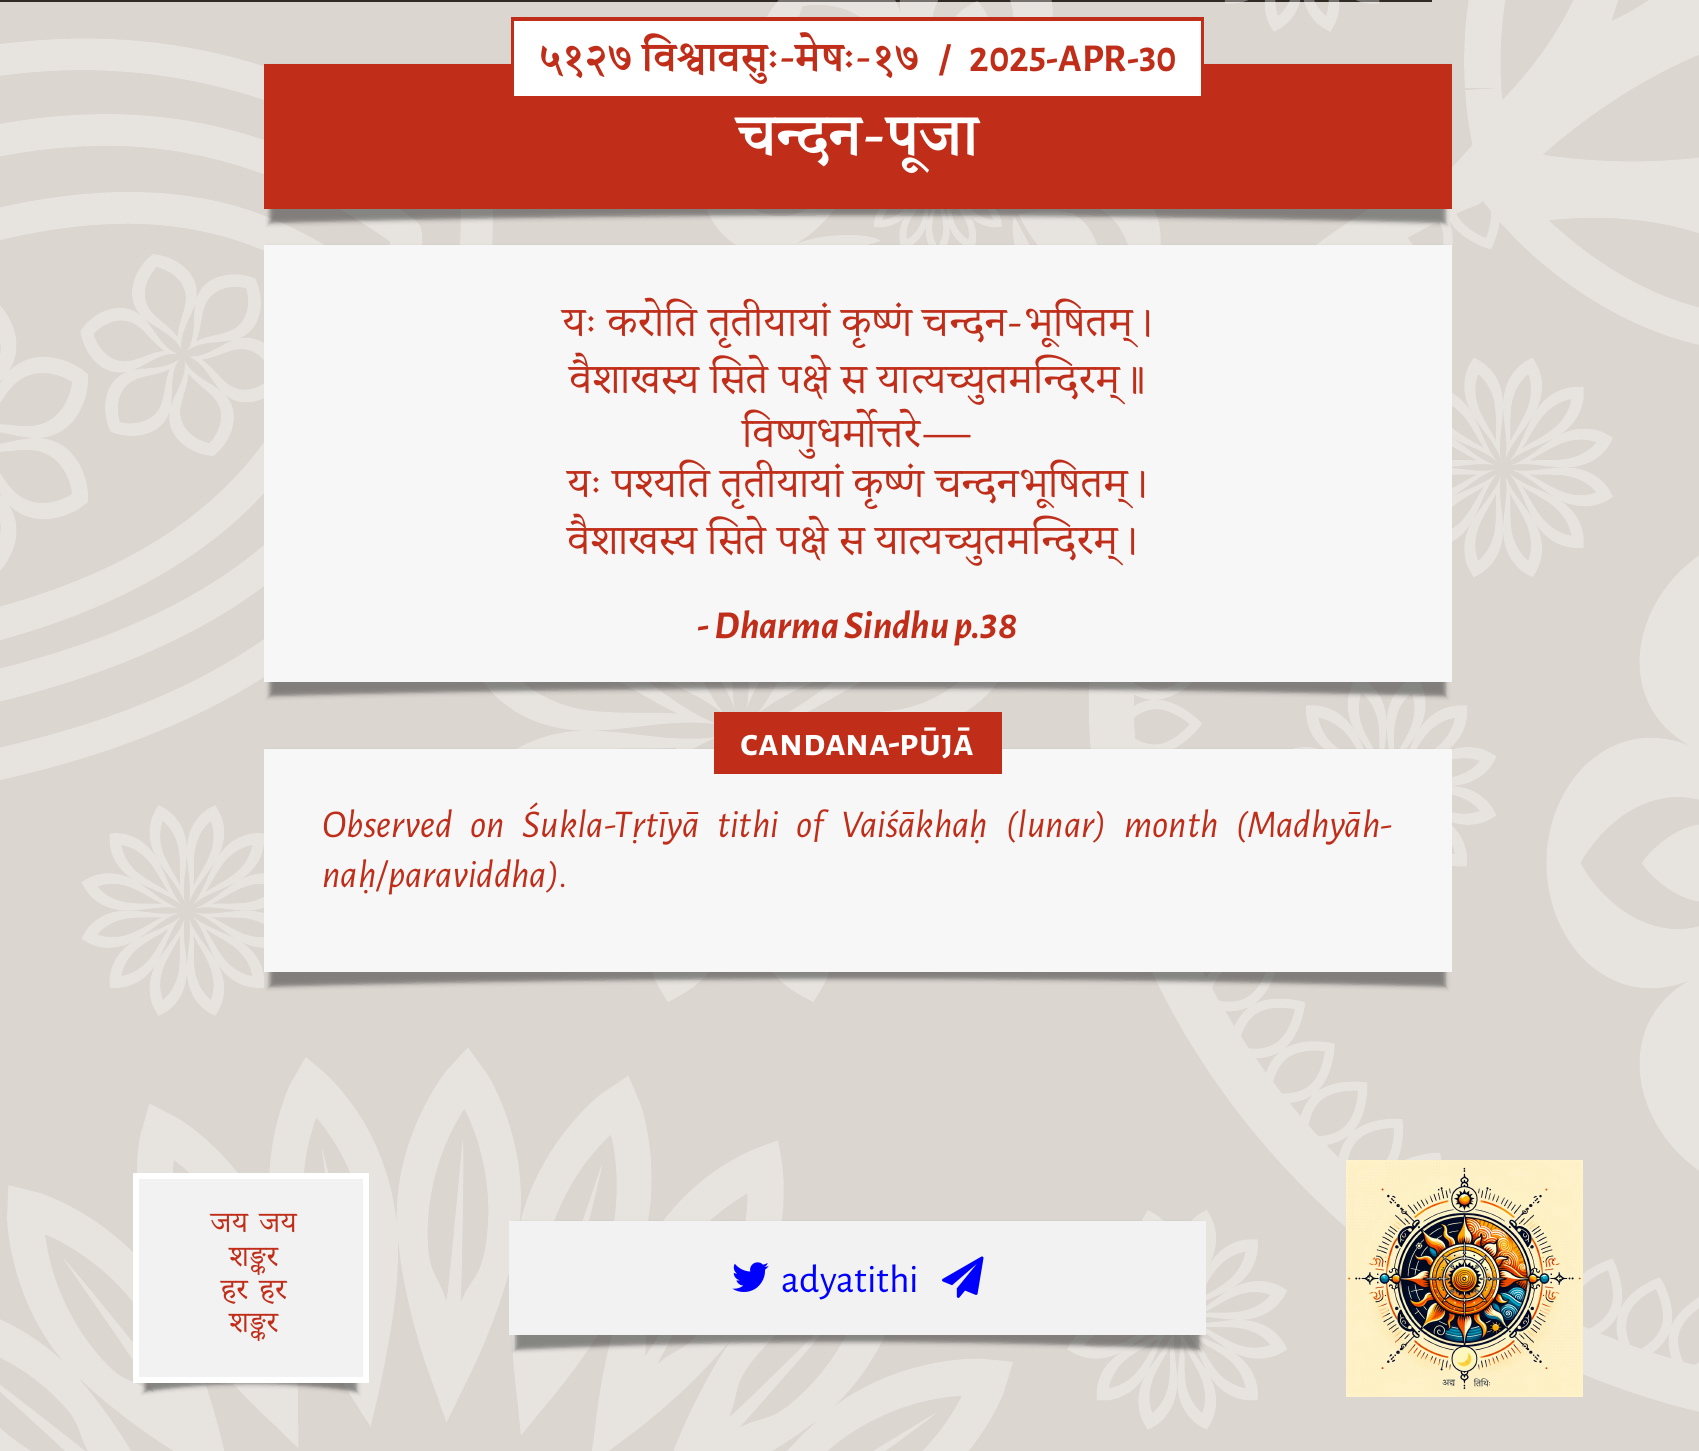 ५१२७ विश्वावसुः-मेषः-१७ / 2025-APR-30
चन्दन-पूजा
यः करोति तृतीयायां कृष्णं चन्दन-भूषितम्।
वैशाखस्य सिते पक्षे स यात्यच्युतमन्दिरम्॥
विष्णुधर्मोत्तरे—
यः पश्यति तृतीयायां कृष्णं चन्दनभूषितम्।
वैशाखस्य सिते पक्षे स यात्यच्युतमन्दिरम्।
- Dharma Sindhu p.38
CANDANA-PŪJĀ
Observed on Śukla-Tṛtīyā tithi of Vaiśākhaḥ (lunar) month (Madhyāh-
naḥ/paraviddha).
जय जय
शङ्कर
हर हर
शङ्कर
adyatithi
अद्य तिथिः